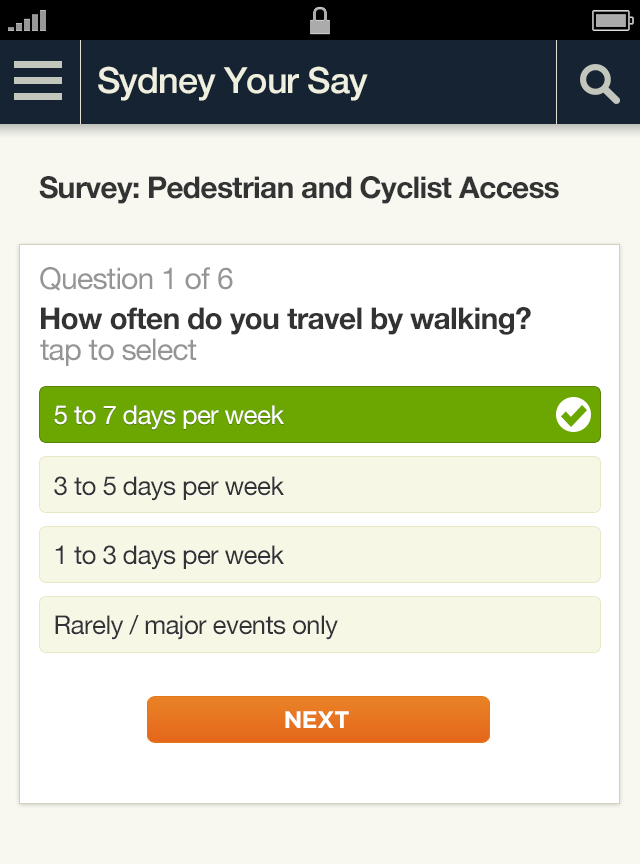 Sydney Your Say
Survey: Pedestrian and Cyclist Access
Question 1 of 6
How often do you travel by walking?
tap to select
5 to 7 days per week
3 to 5 days per week
1 to 3 days per week
Rarely / major events only
NEXT